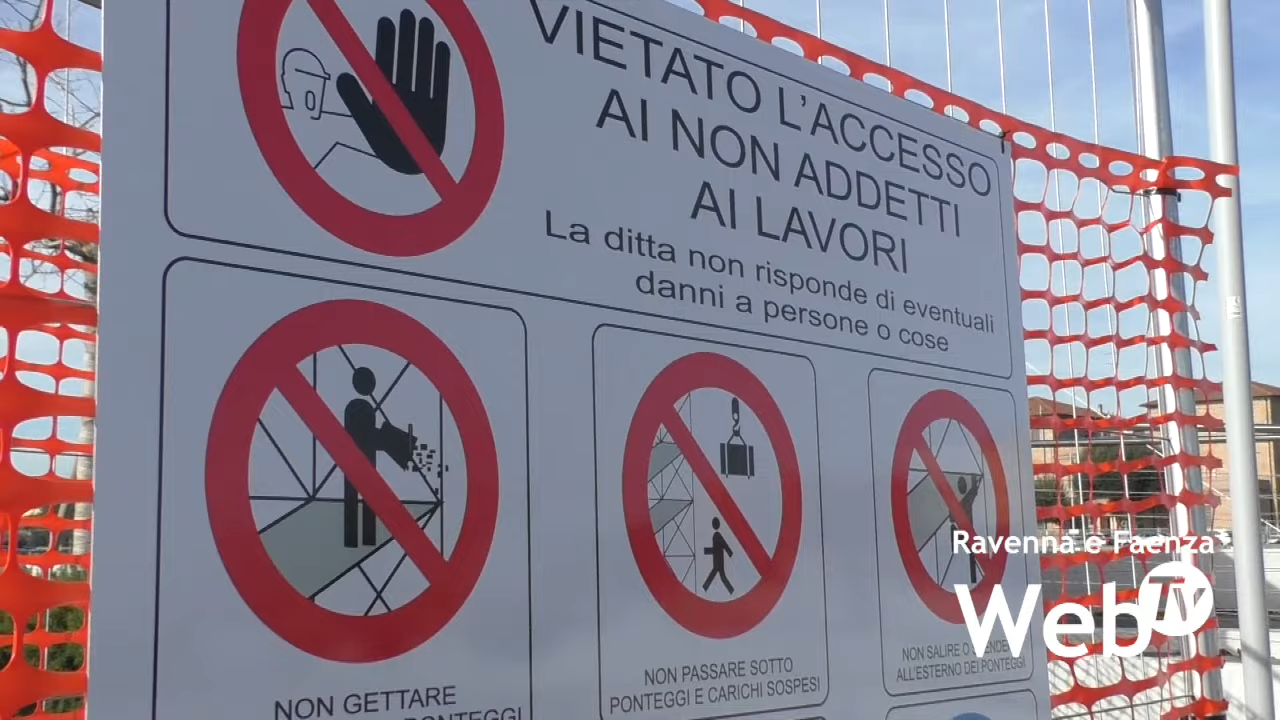 VIETATO L'ACCESSO
AI NON ADDETTI
AI LAVORI
La ditta non risponde di eventuali
danni a persone o cose
NON GETTARE
PONTEGGI
NON PASSARE SOTTO
PONTEGGI E CARICHI SOSPESI
NON SALIRE O
ALL'ESTERNO DEI PONTEGGI
Ravenna e Faenza
WebTV